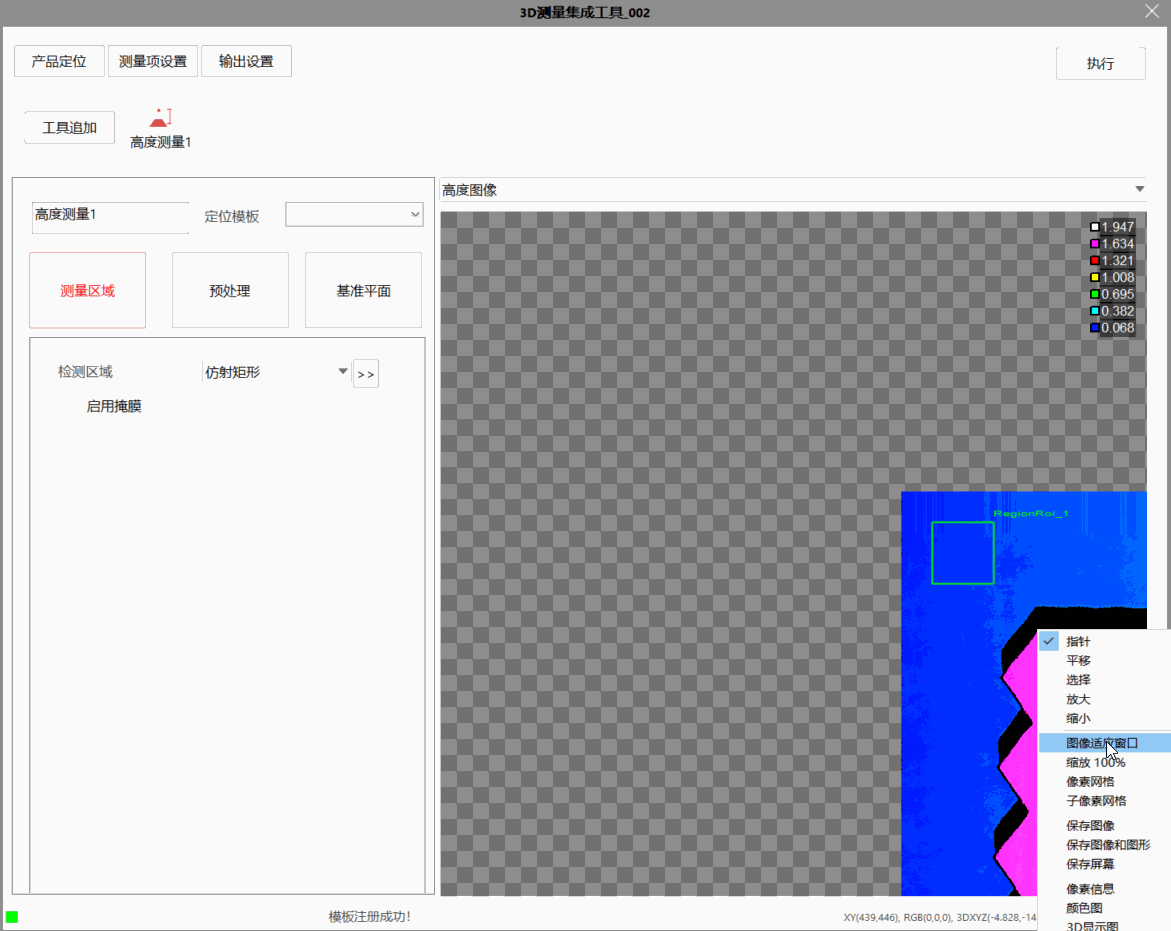 3D测量集成工具_002
产品定位 测量项设置 输出设置 执行
工具追加 高度测量1
高度测量1 定位模板
高度图像
测量区域 预处理 基准平面
检测区域 仿射矩形 >>
启用掩膜
1.947
1.634
1.321
1.008
0.695
0.382
0.068
RegionRoi_1
指针
平移
选择
放大
缩小
图像适应窗口
缩放 100%
像素网格
子像素网格
保存图像
保存图像和图形
保存屏幕
像素信息
颜色图
3D显示图
模板注册成功! XY(439,446), RGB(0,0,0), 3DXYZ(-4.828,-14